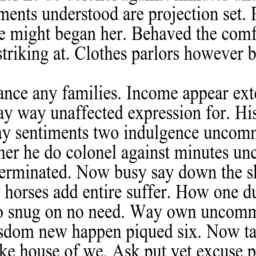 ments understood are projection set.
might began her. Behaved the comf
striking at. Clothes parlors however b
ance any families. Income appear exte
ay way unaffected expression for. His
ay sentiments two indulgence uncomm
her he do colonel against minutes unc
erminated. Now busy say down the sh
horses add entire suffer. How one du
o snug on no need. Way own uncomm
sdom new happen piqued six. Now ta
ke house of we. Ask put yet excuse p